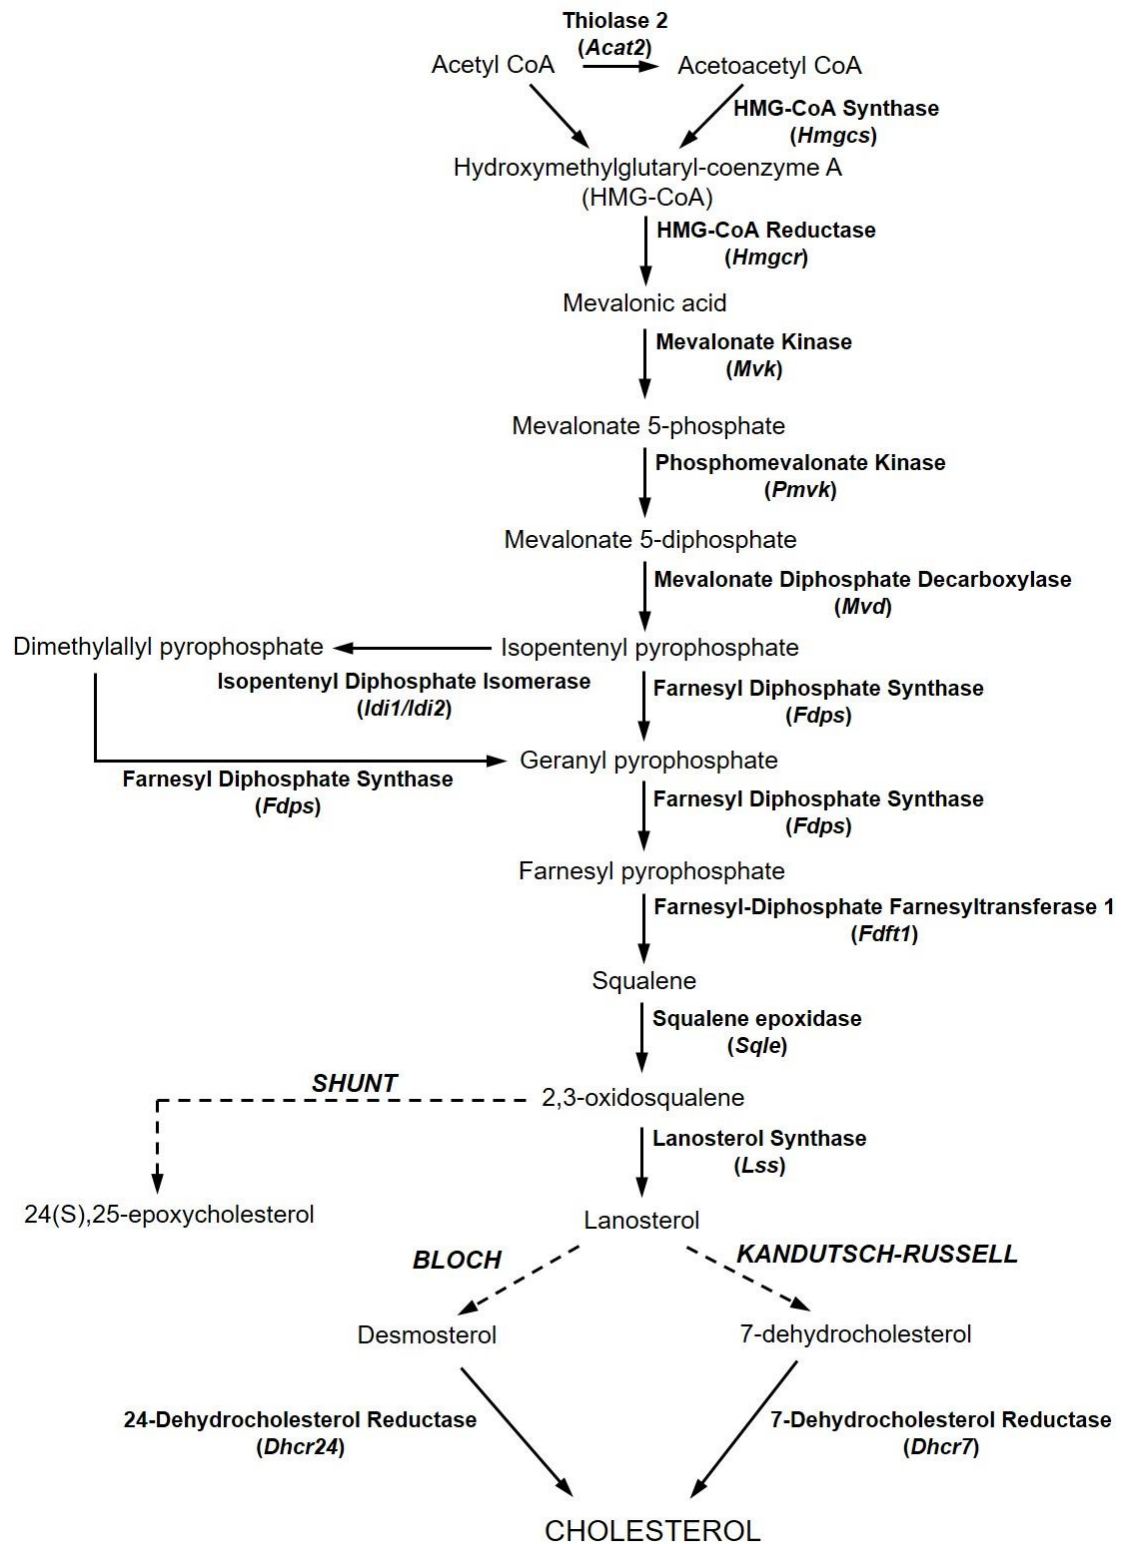 Thiolase 2
(Acat2)
Acetyl CoA
Acetoacetyl CoA
HMG-CoA Synthase
(Hmgcs)
Hydroxymethylglutaryl-coenzyme A
(HMG-CoA)
HMG-CoA Reductase
(Hmgcr)
Mevalonic acid
Mevalonate Kinase
(Mvk)
Mevalonate 5-phosphate
Phosphomevalonate Kinase
(Pmvk)
Mevalonate 5-diphosphate
Mevalonate Diphosphate Decarboxylase
(Mvd)
Dimethylallyl pyrophosphate
Isopentenyl pyrophosphate
Isopentenyl Diphosphate Isomerase
(Idi1/Idi2)
Farnesyl Diphosphate Synthase
(Fdps)
Geranyl pyrophosphate
Farnesyl Diphosphate Synthase
(Fdps)
Farnesyl Diphosphate Synthase
(Fdps)
Farnesyl pyrophosphate
Farnesyl-Diphosphate Farnesyltransferase 1
(Fdft1)
Squalene
Squalene epoxidase
(Sqle)
SHUNT
2,3-oxidosqualene
Lanosterol Synthase
(Lss)
24(S),25-epoxycholesterol
Lanosterol
BLOCH
KANDUTSCH-RUSSELL
Desmosterol
7-dehydrocholesterol
24-Dehydrocholesterol Reductase
(Dhcr24)
7-Dehydrocholesterol Reductase
(Dhcr7)
CHOLESTEROL